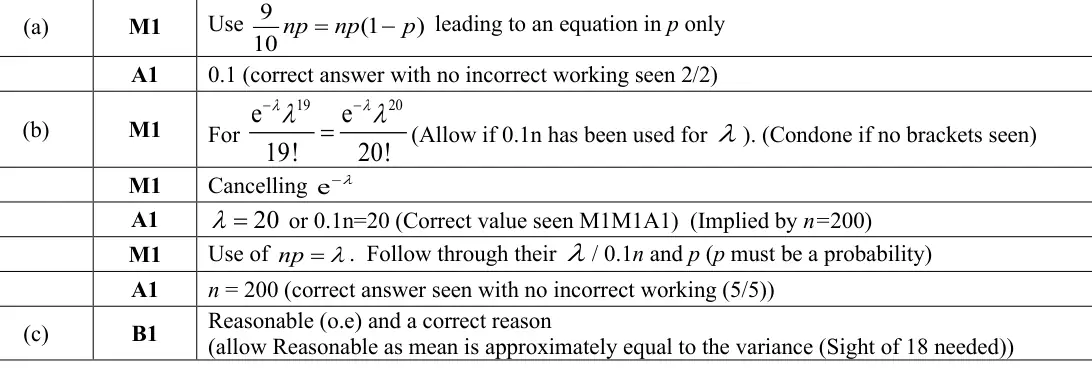 (a) M1 Use 9/10 np = np(1 − p) leading to an equation in p only
A1 0.1 (correct answer with no incorrect working seen 2/2)
(b) M1 For e^−λ λ^19 / 19! = e^−λ λ^20 / 20! (Allow if 0.1n has been used for λ ). (Condone if no brackets seen)
M1 Cancelling e^−λ
A1 λ = 20 or 0.1n=20 (Correct value seen M1M1A1) (Implied by n=200)
M1 Use of np = λ . Follow through their λ / 0.1n and p (p must be a probability)
A1 n = 200 (correct answer seen with no incorrect working (5/5))
(c) B1 Reasonable (o.e) and a correct reason
(allow Reasonable as mean is approximately equal to the variance (Sight of 18 needed))